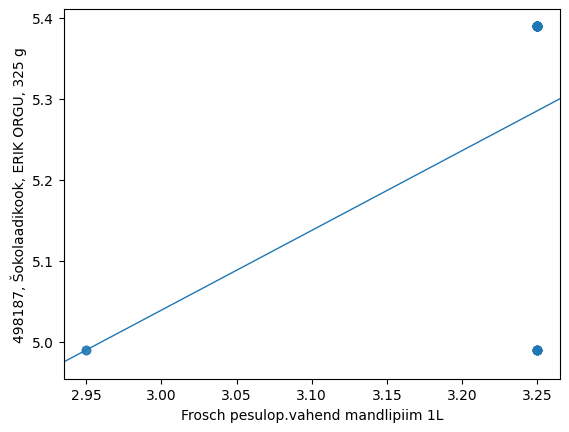 5.4
5.3
5.2
5.1
5.0
498187, Šokolaadikook, ERIK ORGU, 325 g
2.95 3.00 3.05 3.10 3.15 3.20 3.25
Frosch pesulop.vahend mandlipiim 1L